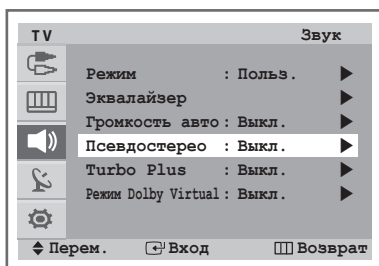 TV Звук
Режим : Польз.
Эквалайзер
Громкость авто : Выкл.
Псевдостерео : Выкл.
Turbo Plus : Выкл.
Режим Dolby Virtual : Выкл.
Перем. Вход Возврат